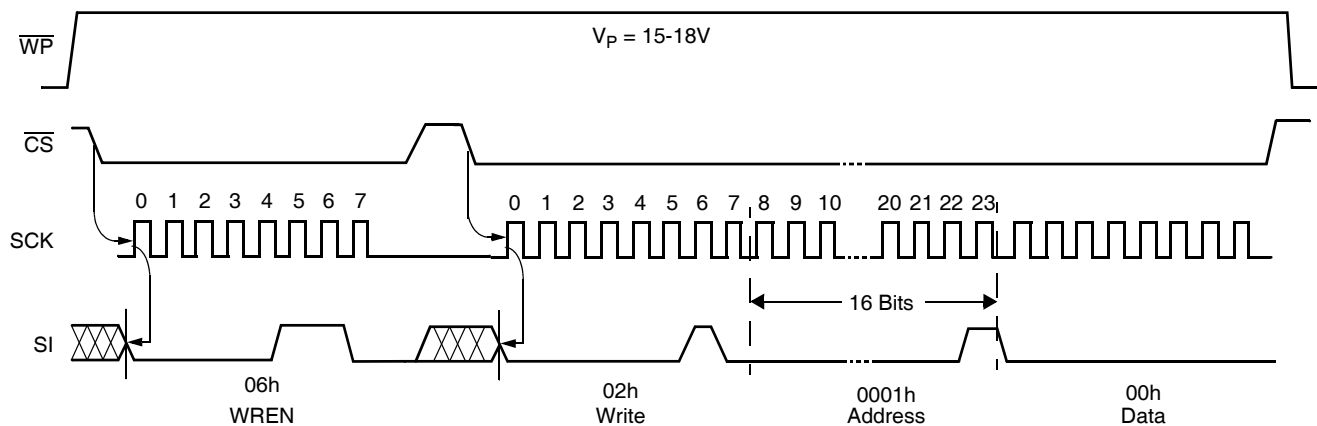 WP
V_P = 15-18V
CS
0 1 2 3 4 5 6 7
0 1 2 3 4 5 6 7 8 9 10 20 21 22 23
SCK
16 Bits
SI
06h
WREN
02h
Write
0001h
Address
00h
Data